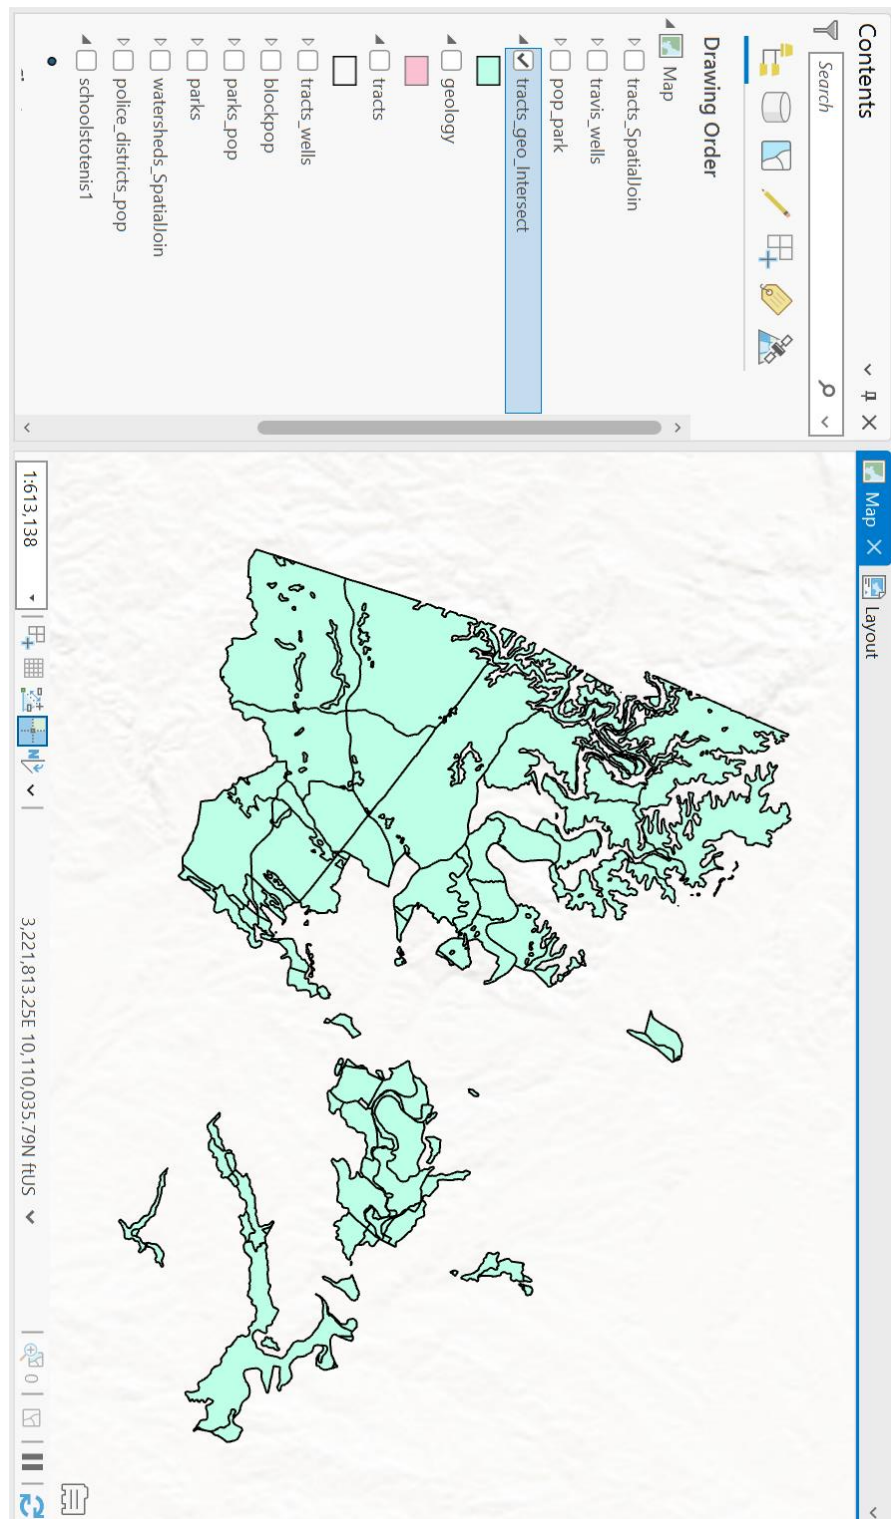 Contents
Search
Drawing Order
Map
tracts_SpatialJoin
travis_wells
pop_park
tracts_geo_Intersect
geology
tracts
tracts_wells
blockpop
parks_pop
parks
watersheds_SpatialJoin
police_districts_pop
schoolstotenis1
Map
Layout
1:613,138
N
3,221,813.25E 10,110,035.79N ftUS
0